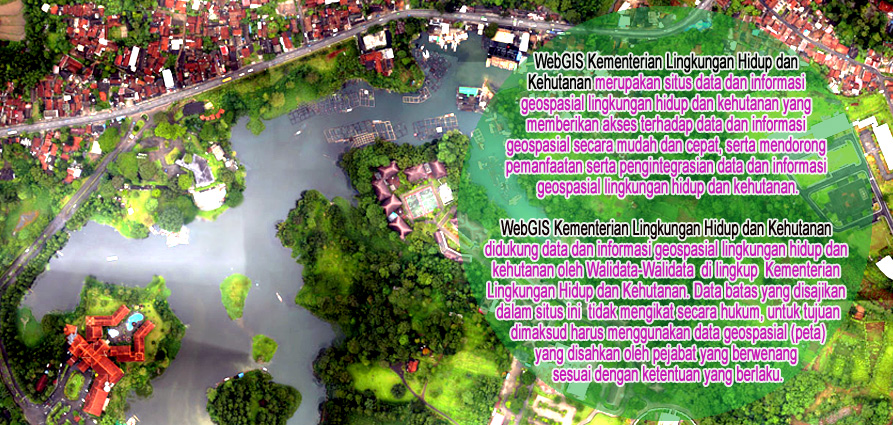 WebGIS Kementerian Lingkungan Hidup dan
Kehutanan merupakan situs data dan informasi
geospasial lingkungan hidup dan kehutanan yang
memberikan akses terhadap data dan informasi
geospasial secara mudah dan cepat, serta mendorong
pemanfaatan serta pengintegrasian data dan informasi
geospasial lingkungan hidup dan kehutanan.
WebGIS Kementerian Lingkungan Hidup dan Kehutanan
didukung data dan informasi geospasial lingkungan hidup dan
kehutanan oleh Walidata-Walidata di lingkup Kementerian
Lingkungan Hidup dan Kehutanan. Data batas yang disajikan
dalam situs ini tidak mengikat secara hukum, untuk tujuan
dimaksud harus menggunakan data geospasial (peta)
yang disahkan oleh pejabat yang berwenang
sesuai dengan ketentuan yang berlaku.